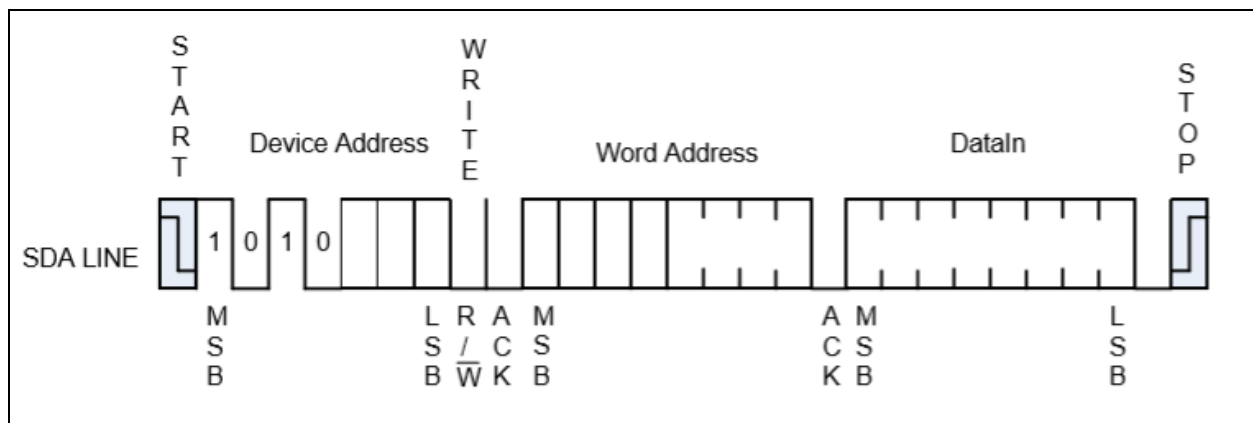 START
WRITE
STOP
Device Address
Word Address
DataIn
SDA LINE
1 0 1 0
MSB
LSB
R/W̅
ACK
MSB
ACK
MSB
LSB